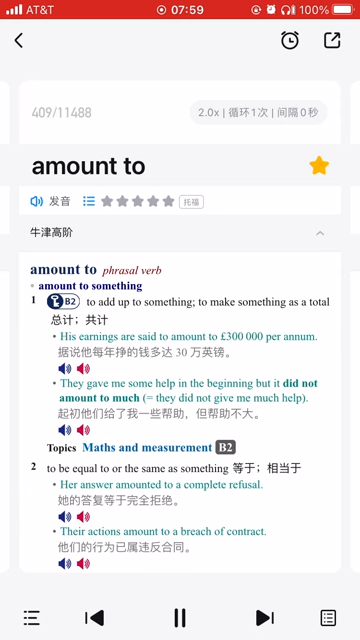 AT&T 07:59 100%
409/11488
2.0x | 循环1次 | 间隔0秒
amount to
发音 托福
牛津高阶
amount to phrasal verb
amount to something
1 B2 to add up to something; to make something as a total
总计；共计
• His earnings are said to amount to £300 000 per annum.
据说他每年挣的钱多达 30 万英镑。
• They gave me some help in the beginning but it did not
amount to much (= they did not give me much help).
起初他们给了我一些帮助，但帮助不大。
Topics Maths and measurement B2
2 to be equal to or the same as something 等于；相当于
• Her answer amounted to a complete refusal.
她的答复等于完全拒绝。
• Their actions amount to a breach of contract.
他们的行为已属违反合同。